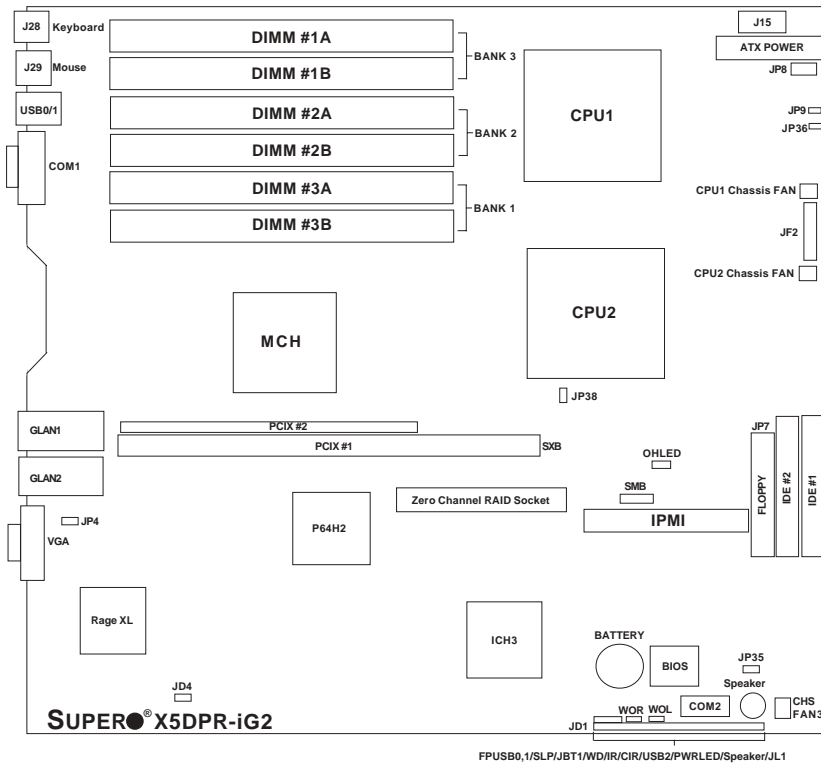 J28 Keyboard
J29 Mouse
USB0/1
COM1
DIMM #1A
DIMM #1B
BANK 3
DIMM #2A
DIMM #2B
BANK 2
DIMM #3A
DIMM #3B
BANK 1
CPU1
J15
ATX POWER
JP8
JP9
JP36
CPU1 Chassis FAN
JF2
CPU2 Chassis FAN
CPU2
MCH
JP38
GLAN1
GLAN2
PCIX #2
PCIX #1
SXB
JP7
OHLED
SMB
FLOPPY
IDE #2
IDE #1
Zero Channel RAID Socket
IPMI
JP4
VGA
P64H2
Rage XL
ICH3
BATTERY
BIOS
JP35
Speaker
JD4
COM2
CHS
FAN3
WOR
WOL
JD1
SUPER® X5DPR-iG2
FPUSB0,1/SLP/JBT1/WD/IR/CIR/USB2/PWRLED/Speaker/JL1